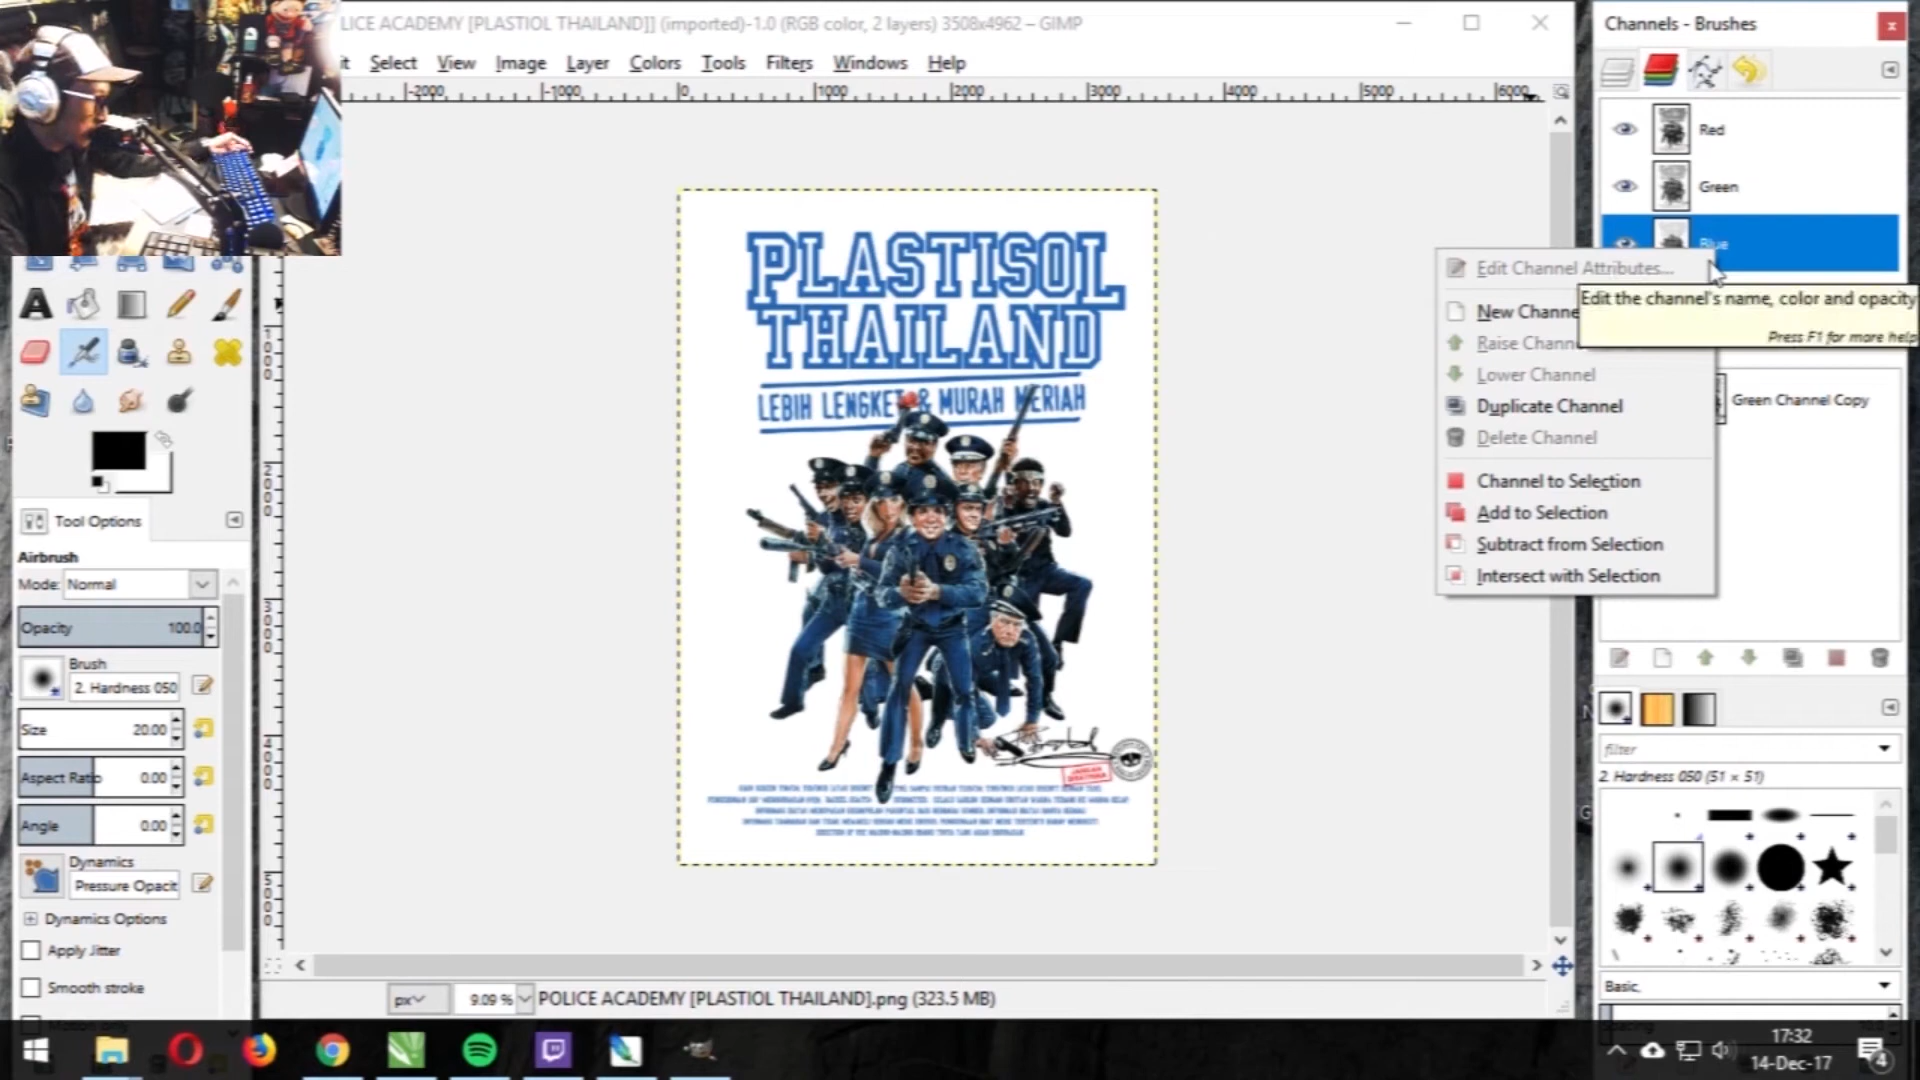 LICE ACADEMY [PLASTIOL THAILAND]] (imported)-1.0 (RGB color, 2 layers) 3508x4962 – GIMP
it Select View Image Layer Colors Tools Filters Windows Help
-2000 -1000 0 1000 2000 3000 4000 5000 6000
Channels - Brushes
Red
Green
Blue
Edit Channel Attributes...
Edit the channel's name, color and opacity
Press F1 for more help
New Channe
Raise Channe
Lower Channel
Duplicate Channel
Delete Channel
Channel to Selection
Add to Selection
Subtract from Selection
Intersect with Selection
Green Channel Copy
PLASTISOL
THAILAND
LEBIH LENGKET & MURAH MERIAH
Tool Options
Airbrush
Mode: Normal
Opacity 100.0
Brush
2. Hardness 050
Size 20.00
Aspect Ratio 0.00
Angle 0.00
Dynamics
Pressure Opacit
Dynamics Options
Apply Jitter
Smooth stroke
filter
2. Hardness 050 (51 × 51)
Basic,
px 9.09 % POLICE ACADEMY [PLASTIOL THAILAND].png (323.5 MB)
17:32
14-Dec-17
4